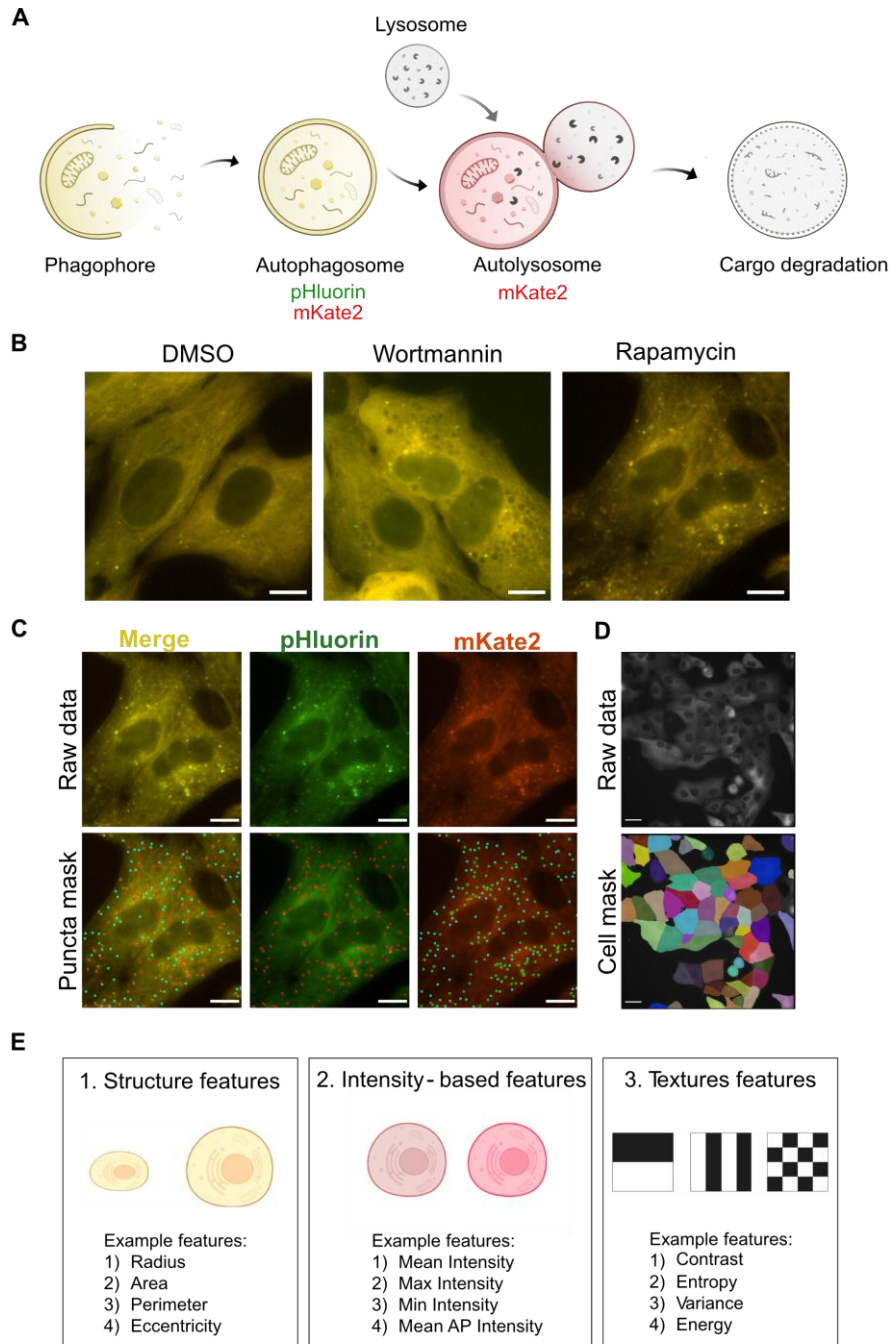 A
Lysosome
Phagophore
Autophagosome
pHluorin
mKate2
Autolysosome
mKate2
Cargo degradation
B
DMSO
Wortmannin
Rapamycin
C
Merge
pHluorin
mKate2
Raw data
Puncta mask
D
Raw data
Cell mask
E
1. Structure features
Example features:
1) Radius
2) Area
3) Perimeter
4) Eccentricity
2. Intensity-based features
Example features:
1) Mean Intensity
2) Max Intensity
3) Min Intensity
4) Mean AP Intensity
3. Textures features
Example features:
1) Contrast
2) Entropy
3) Variance
4) Energy